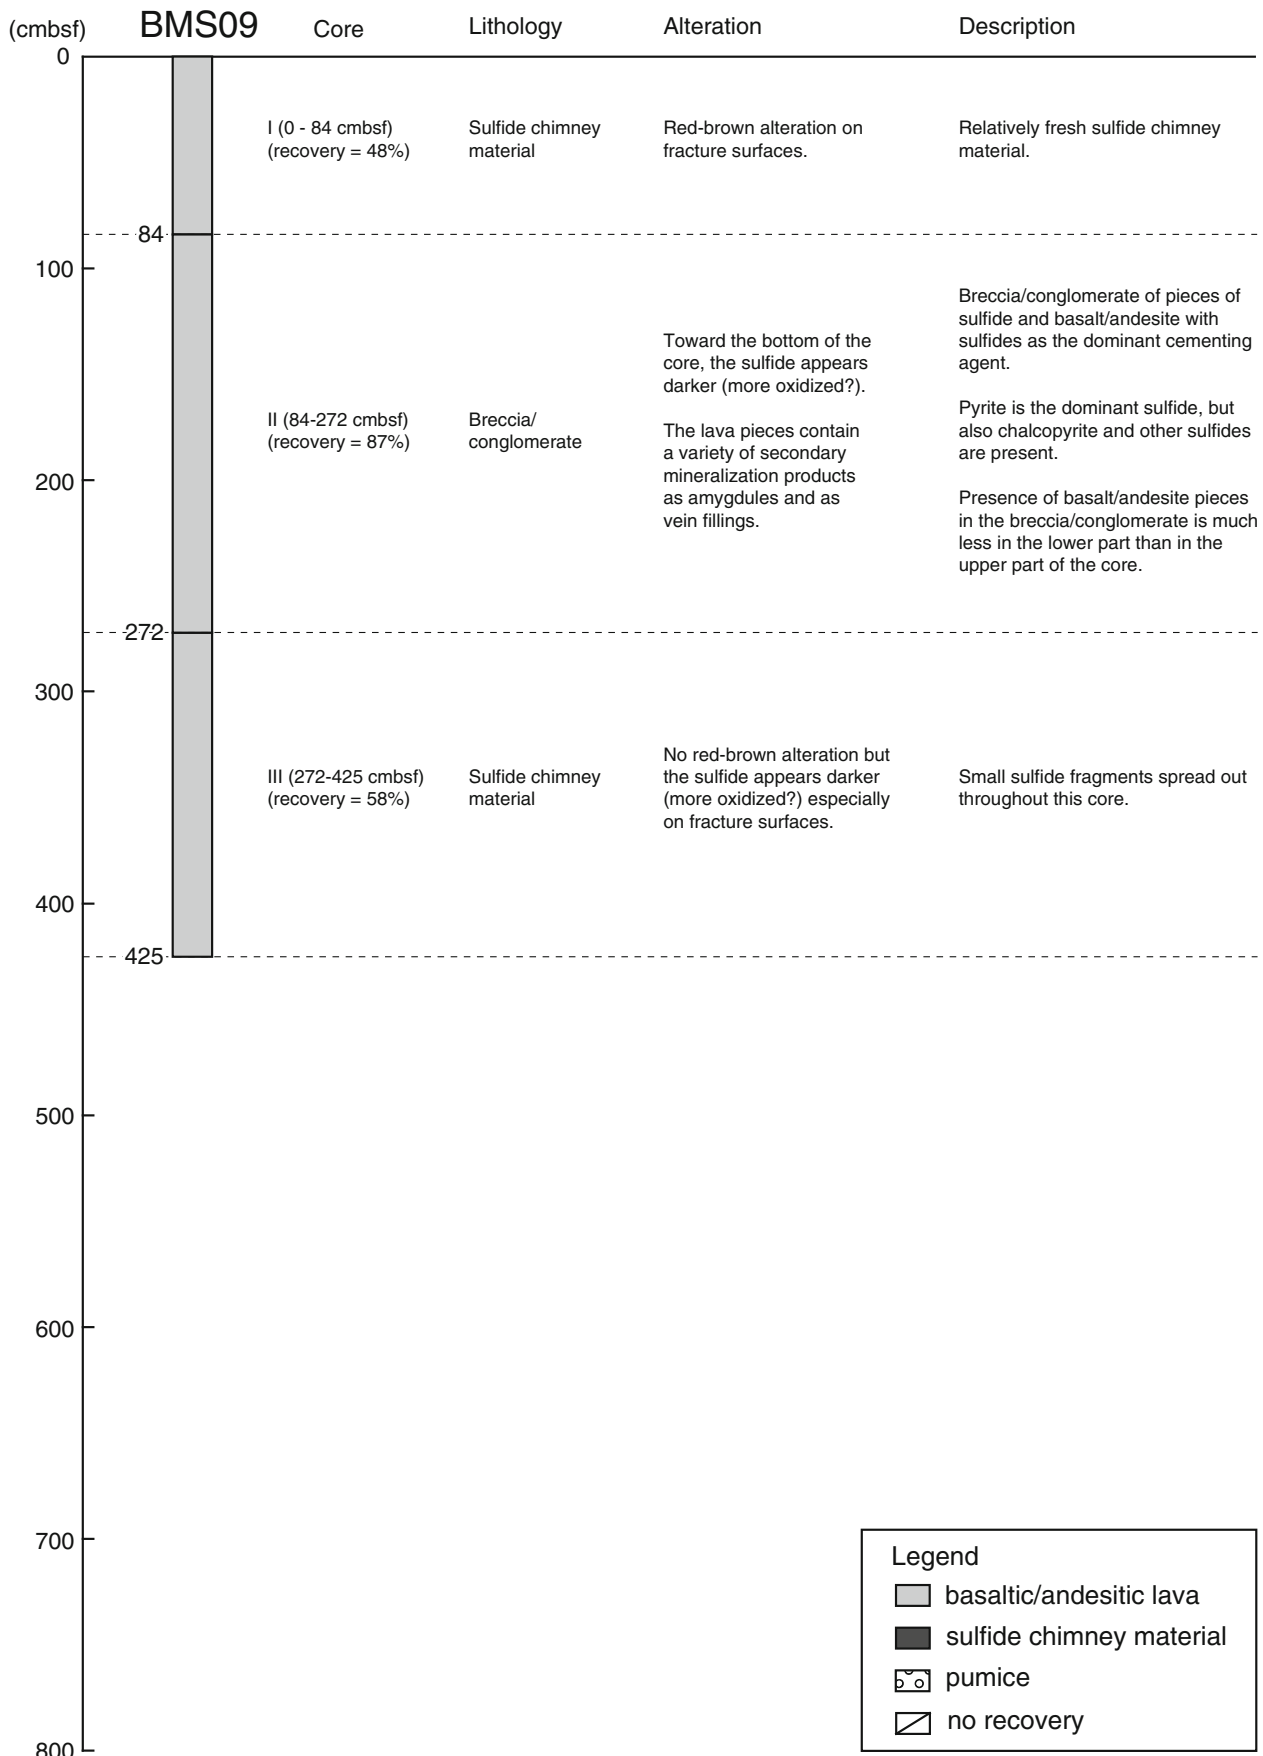 (cmbsf) BMS09 Core Lithology Alteration Description
0
I (0 - 84 cmbsf)
(recovery = 48%)
Sulfide chimney
material
Red-brown alteration on
fracture surfaces.
Relatively fresh sulfide chimney
material.
84
100
II (84-272 cmbsf)
(recovery = 87%)
Breccia/
conglomerate
Toward the bottom of the
core, the sulfide appears
darker (more oxidized?).
The lava pieces contain
a variety of secondary
mineralization products
as amygdules and as
vein fillings.
Breccia/conglomerate of pieces of
sulfide and basalt/andesite with
sulfides as the dominant cementing
agent.
Pyrite is the dominant sulfide, but
also chalcopyrite and other sulfides
are present.
Presence of basalt/andesite pieces
in the breccia/conglomerate is much
less in the lower part than in the
upper part of the core.
200
272
300
III (272-425 cmbsf)
(recovery = 58%)
Sulfide chimney
material
No red-brown alteration but
the sulfide appears darker
(more oxidized?) especially
on fracture surfaces.
Small sulfide fragments spread out
throughout this core.
400
425
500
600
700
800
Legend
basaltic/andesitic lava
sulfide chimney material
pumice
no recovery